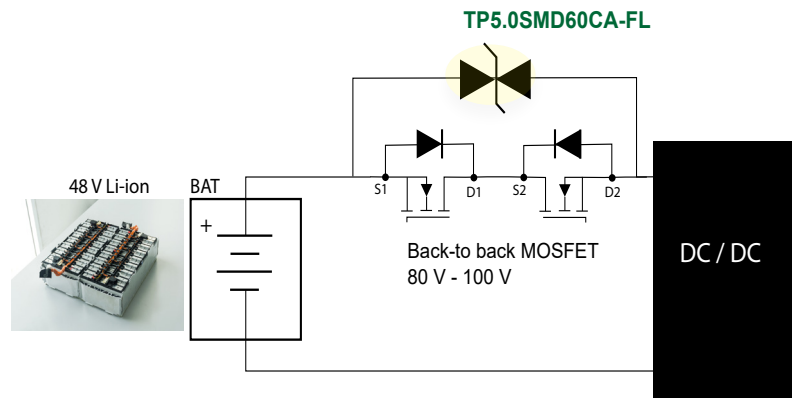 TP5.0SMD60CA-FL
48 V Li-ion
BAT
S1
D1
S2
D2
+
Back-to back MOSFET
80 V - 100 V
DC / DC